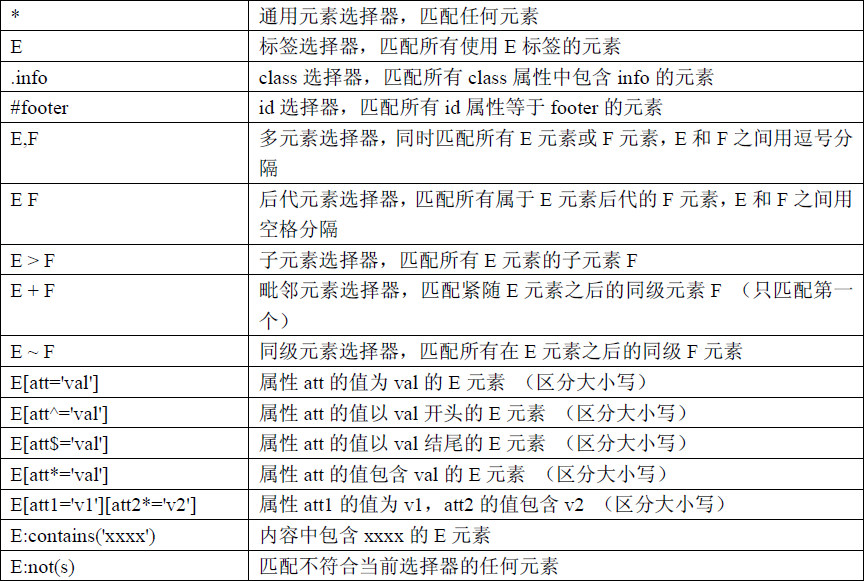 * 通用元素选择器，匹配任何元素
E 标签选择器，匹配所有使用 E 标签的元素
.info class 选择器，匹配所有 class 属性中包含 info 的元素
#footer id 选择器，匹配所有 id 属性等于 footer 的元素
E,F 多元素选择器，同时匹配所有 E 元素或 F 元素，E 和 F 之间用逗号分
隔
E F 后代元素选择器，匹配所有属于 E 元素后代的 F 元素，E 和 F 之间用
空格分隔
E > F 子元素选择器，匹配所有 E 元素的子元素 F
E + F 毗邻元素选择器，匹配紧随 E 元素之后的同级元素 F （只匹配第一
个）
E ~ F 同级元素选择器，匹配所有在 E 元素之后的同级 F 元素
E[att='val'] 属性 att 的值为 val 的 E 元素 （区分大小写）
E[att^='val'] 属性 att 的值以 val 开头的 E 元素 （区分大小写）
E[att$='val'] 属性 att 的值以 val 结尾的 E 元素 （区分大小写）
E[att*='val'] 属性 att 的值包含 val 的 E 元素 （区分大小写）
E[att1='v1'][att2*='v2'] 属性 att1 的值为 v1，att2 的值包含 v2 （区分大小写）
E:contains('xxxx') 内容中包含 xxxx 的 E 元素
E:not(s) 匹配不符合当前选择器的任何元素